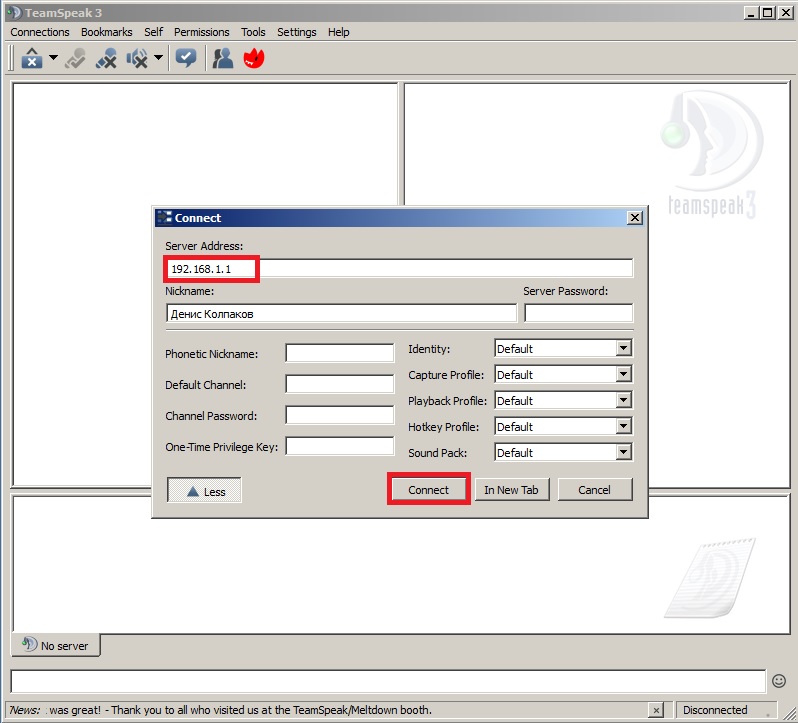 TeamSpeak 3
Connections Bookmarks Self Permissions Tools Settings Help
teamspeak3
Connect
Server Address:
192.168.1.1
Nickname: Server Password:
Денис Колпаков
Phonetic Nickname:
Default Channel:
Channel Password:
One-Time Privilege Key:
Identity: Default
Capture Profile: Default
Playback Profile: Default
Hotkey Profile: Default
Sound Pack: Default
Less Connect In New Tab Cancel
No server
News: was great! - Thank you to all who visited us at the TeamSpeak/Meltdown booth. Disconnected